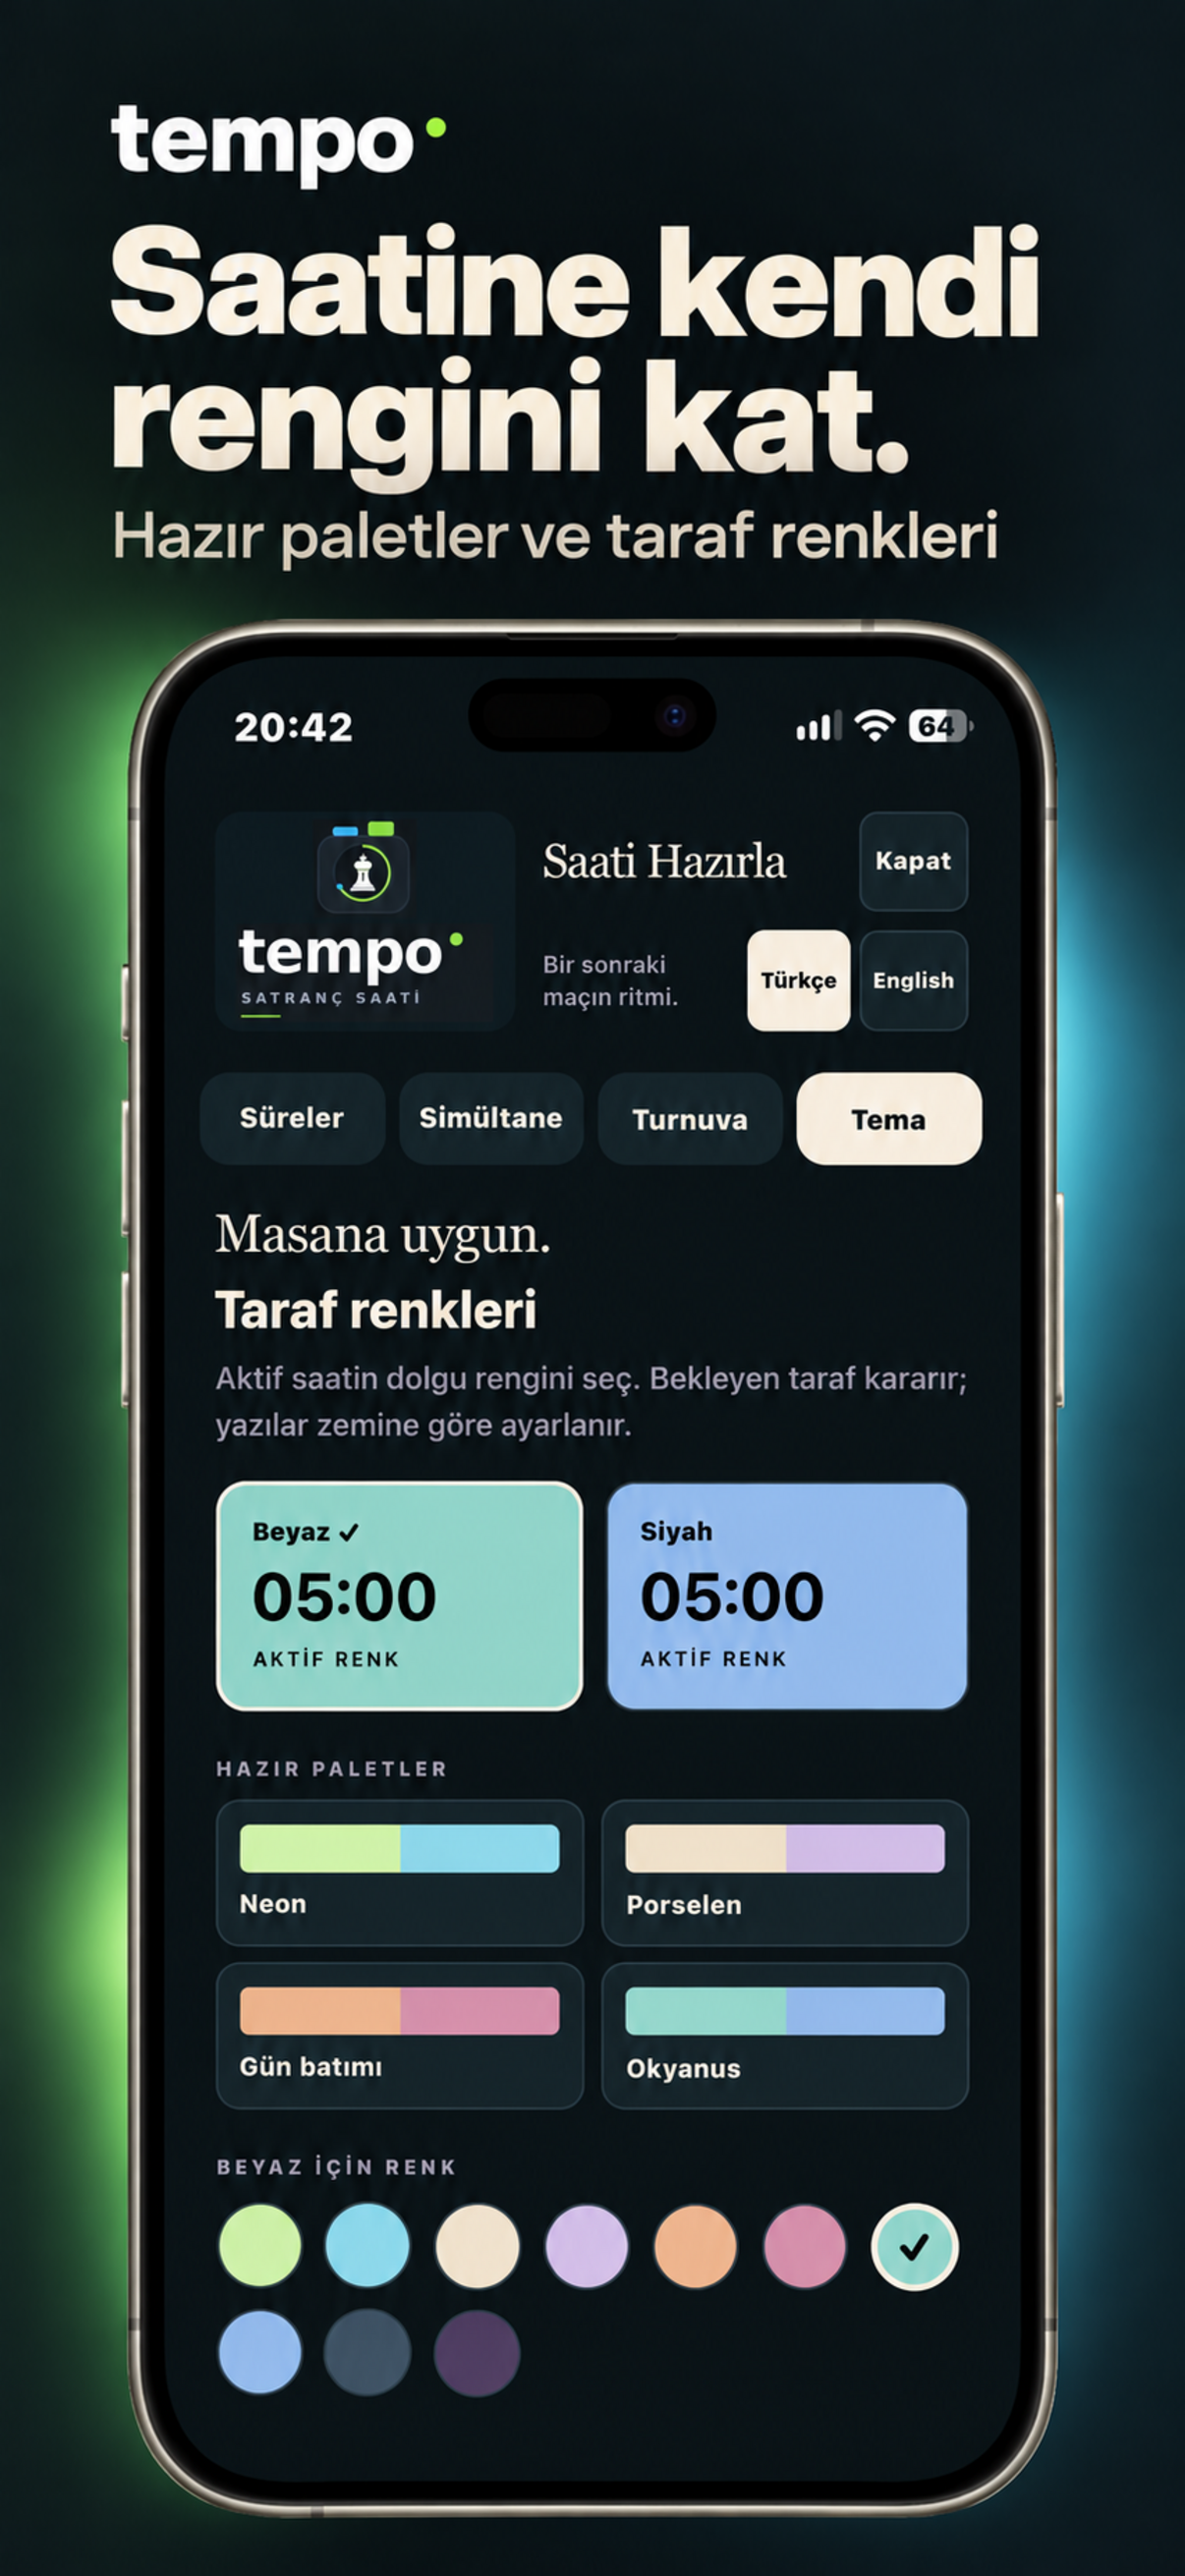 tempo
Saatine kendi
rengini kat.
Hazır paletler ve taraf renkleri
20:42
64
tempo
SATRANÇ SAATİ
Saati Hazırla
Kapat
Bir sonraki
maçın ritmi.
Türkçe
English
Süreler
Simültane
Turnuva
Tema
Masana uygun.
Taraf renkleri
Aktif saatin dolgu rengini seç. Bekleyen taraf kararır;
yazılar zemine göre ayarlanır.
Beyaz ✓
05:00
AKTİF RENK
Siyah
05:00
AKTİF RENK
HAZIR PALETLER
Neon
Porselen
Gün batımı
Okyanus
BEYAZ İÇİN RENK